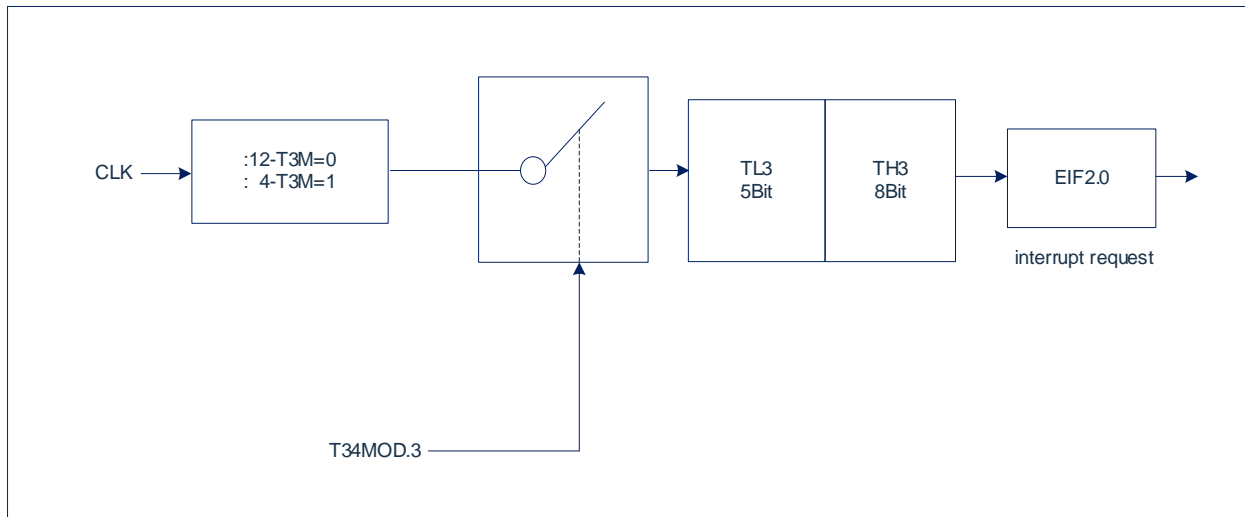 CLK
:12-T3M=0
: 4-T3M=1
TL3
5Bit
TH3
8Bit
EIF2.0
interrupt request
T34MOD.3